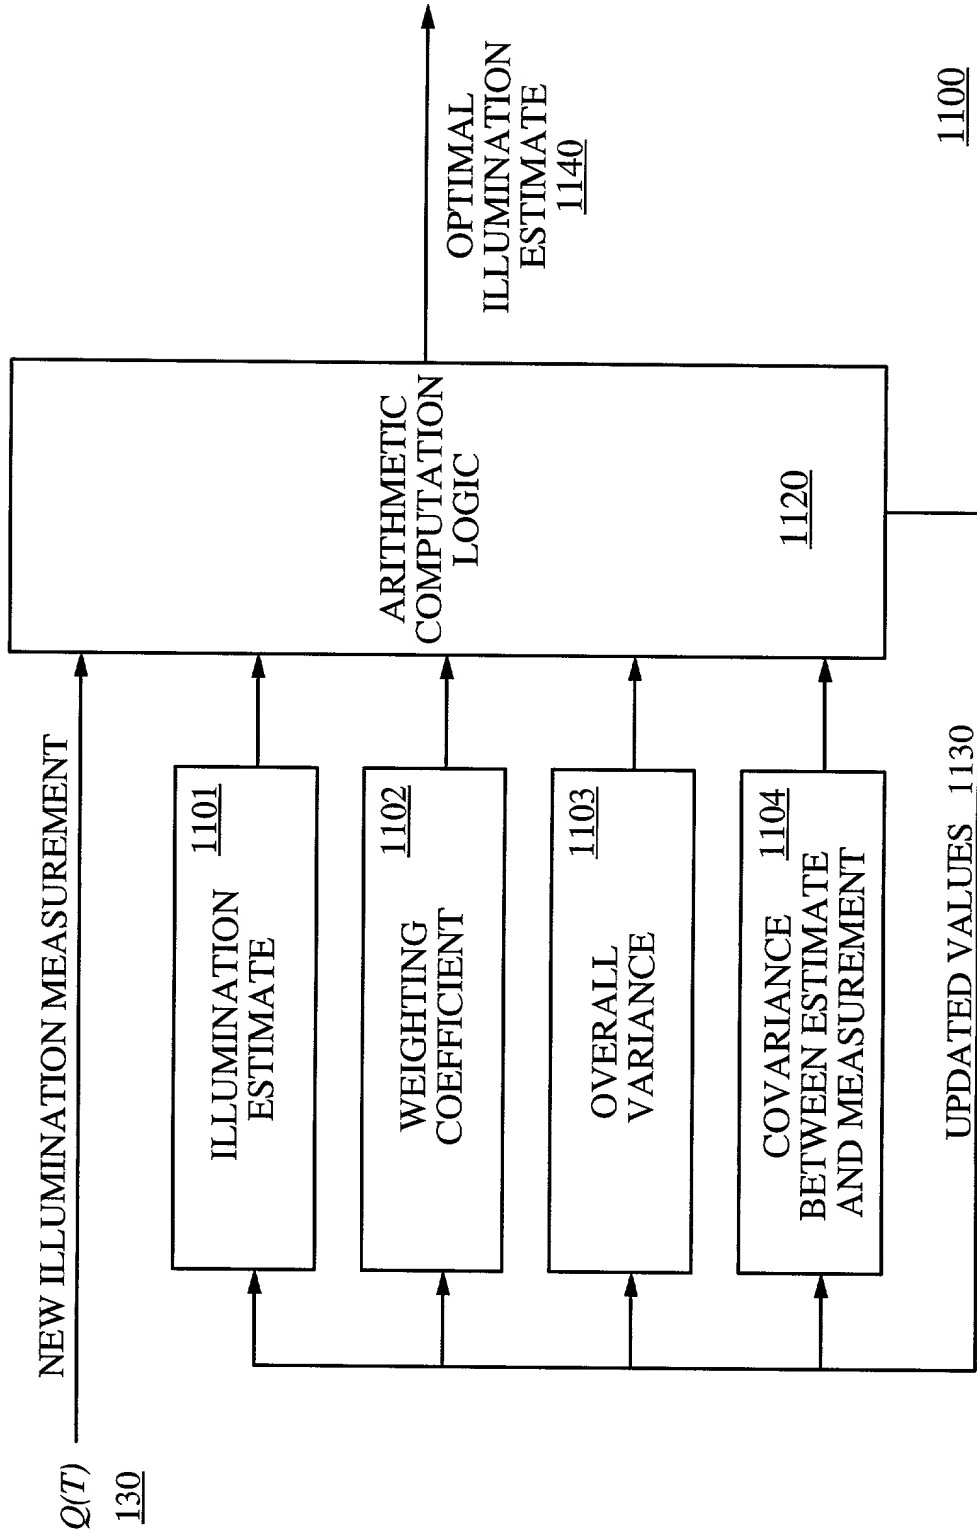 Q(T)
130
NEW ILLUMINATION MEASUREMENT
1101
ILLUMINATION
ESTIMATE
1102
WEIGHTING
COEFFICIENT
1103
OVERALL
VARIANCE
1104
COVARIANCE
BETWEEN ESTIMATE
AND MEASUREMENT
UPDATED VALUES 1130
ARITHMETIC
COMPUTATION
LOGIC
1120
OPTIMAL
ILLUMINATION
ESTIMATE
1140
1100